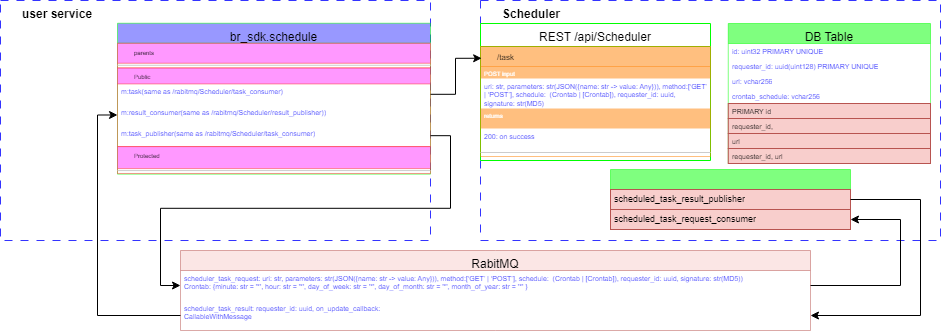 user service
br_sdk.schedule
parents
Public
m:task(same as /rabitmq/Scheduler/task_consumer)
m:result_consumer(same as /rabitmq/Scheduler/result_publisher))
m:task_publisher(same as /rabitmq/Scheduler/task_consumer)
Protected
Scheduler
REST /api/Scheduler
/task
POST input
url: str, parameters: str(JSON({name: str -> value: Any})), method:['GET'
| 'POST'], schedule: (Crontab | [Crontab]), requester_id: uuid,
signature: str(MD5)
returns
200: on success
DB Table
id: uint32 PRIMARY UNIQUE
requester_id: uuid(uint128) PRIMARY UNIQUE
url: vchar256
crontab_schedule: vchar256
PRIMARY id
requester_id,
url
requester_id, url
scheduled_task_result_publisher
scheduled_task_request_consumer
RabitMQ
scheduler_task_request: url: str, parameters: str(JSON({name: str -> value: Any})), method:['GET' | 'POST'], schedule: (Crontab | [Crontab]), requester_id: uuid, signature: str(MD5))
Crontab: {minute: str = "*", hour: str = "*", day_of_week: str = "*", day_of_month: str = "*", month_of_year: str = "*" }
scheduler_task_result: requester_id: uuid, on_update_callback:
CallableWithMessage